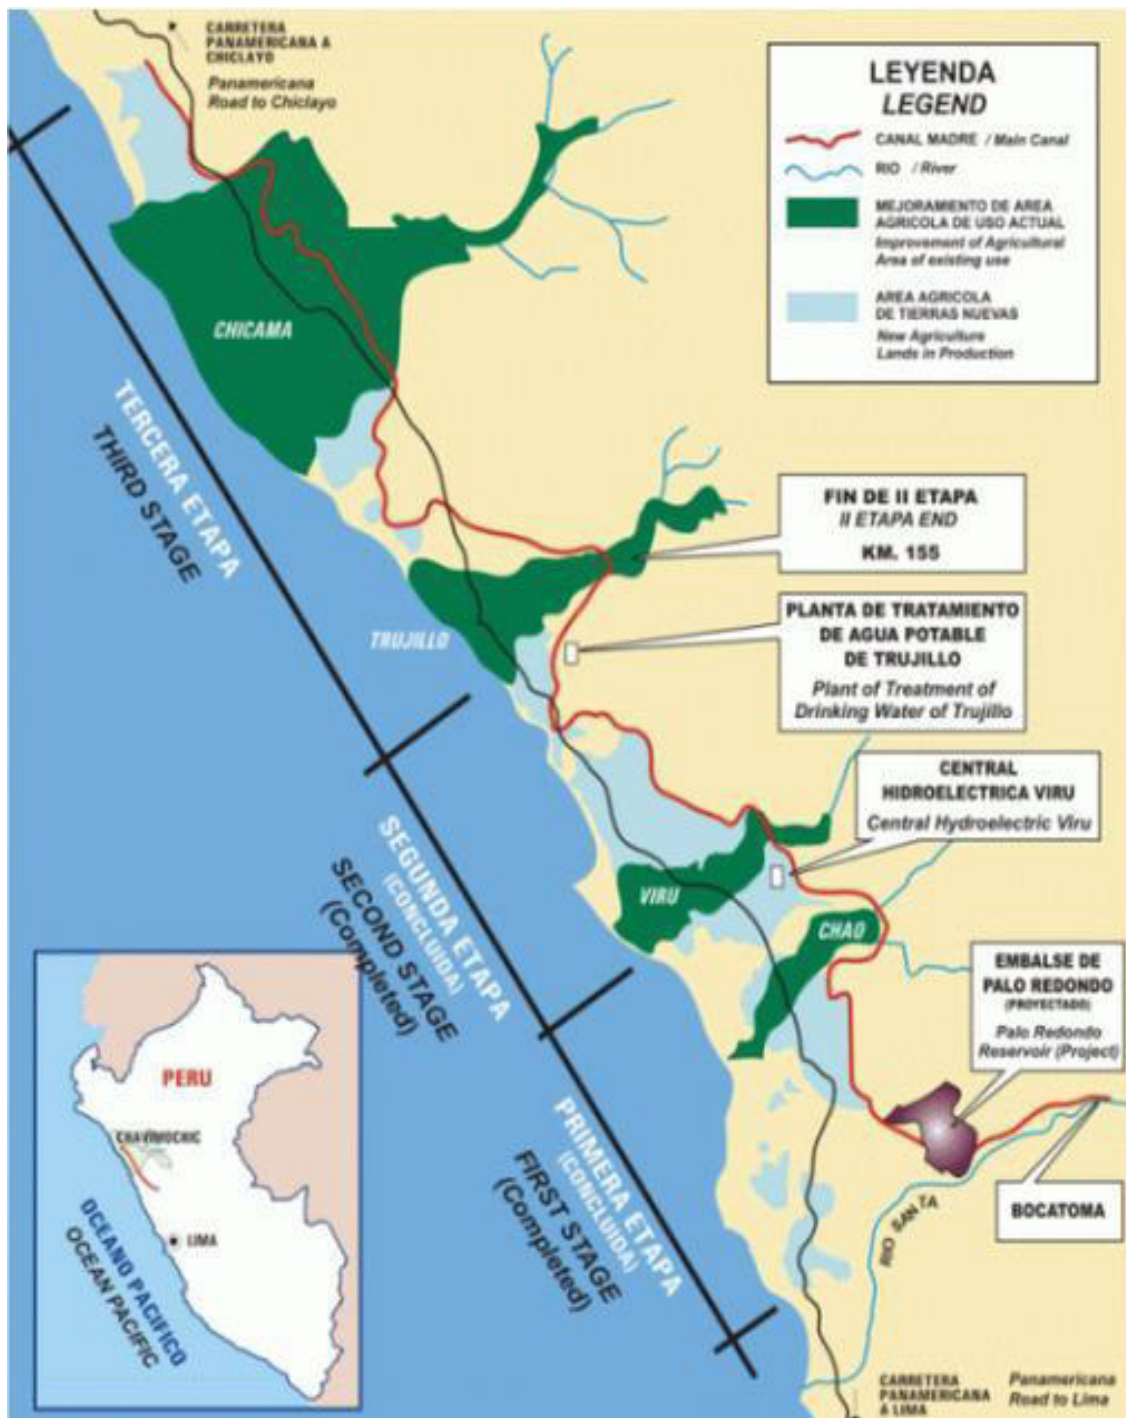 CARRETERA
PANAMERICANA A
CHICLAYO
Panamericana
Road to Chiclayo
LEYENDA
LEGEND
CANAL MADRE / Main Canal
RIO / River
MEJORAMIENTO DE AREA
AGRICOLA DE USO ACTUAL
Improvement of Agricultural
Area of existing use
AREA AGRICOLA
DE TIERRAS NUEVAS
New Agriculture
Lands in Production
CHICAMA
TERCERA ETAPA
THIRD STAGE
FIN DE II ETAPA
II ETAPA END
KM. 155
PLANTA DE TRATAMIENTO
DE AGUA POTABLE
DE TRUJILLO
Plant of Treatment of
Drinking Water of Trujillo
TRUJILLO
CENTRAL
HIDROELECTRICA VIRU
Central Hydroelectric Viru
SEGUNDA ETAPA
(CONCLUIDA)
SECOND STAGE
(Completed)
VIRU
CHAO
EMBALSE DE
PALO REDONDO
(PROYECTADO)
Palo Redondo
Reservoir (Project)
PRIMERA ETAPA
(CONCLUIDA)
FIRST STAGE
(Completed)
BOCATOMA
RIO SANTA
PERU
CHAVIMOCHIC
LIMA
OCEANO PACIFICO
OCEAN PACIFIC
CARRETERA
PANAMERICANA
A LIMA
Panamericana
Road to Lima